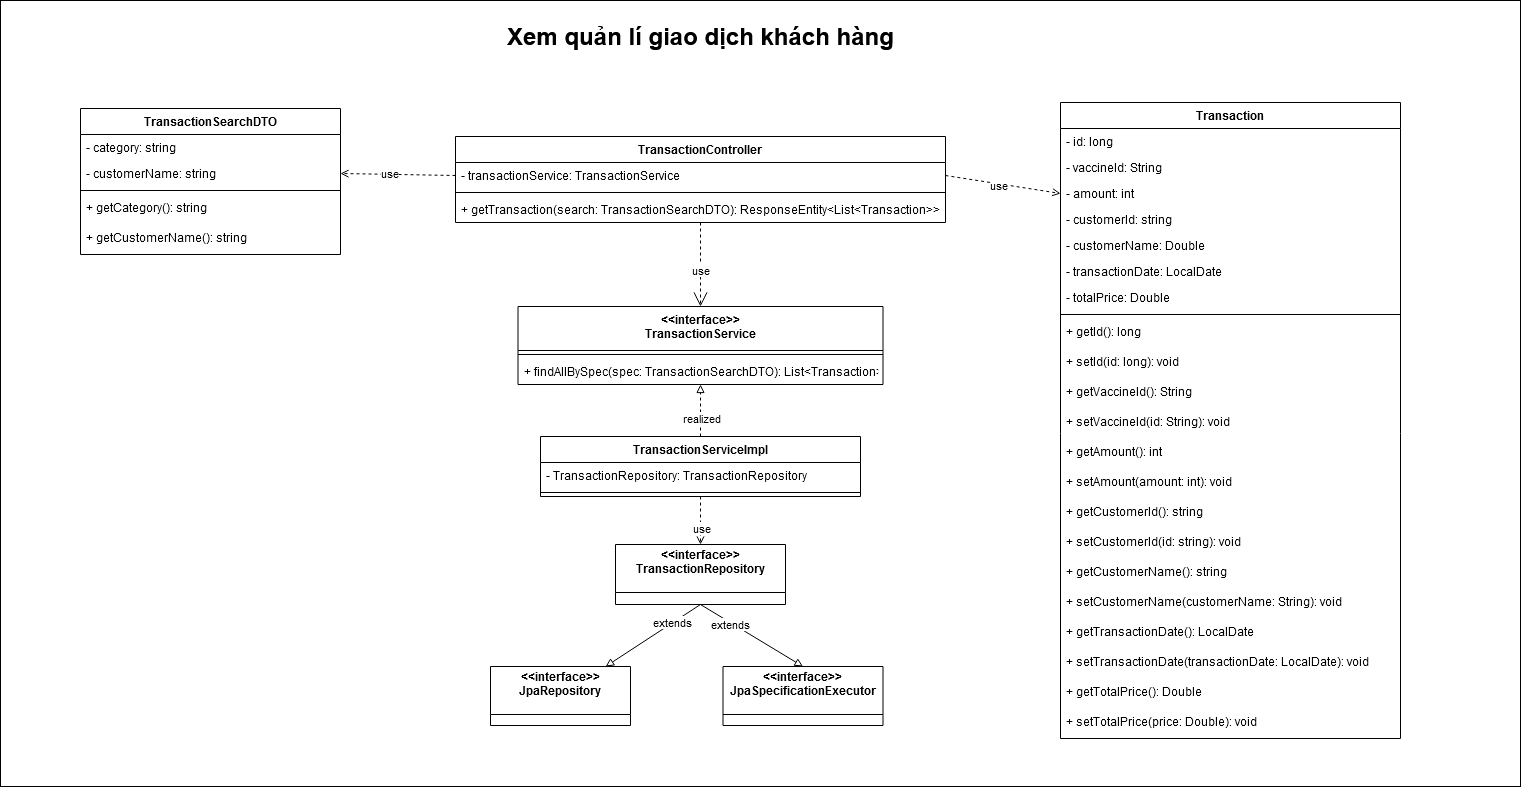 Xem quản lí giao dịch khách hàng
TransactionSearchDTO
- category: string
- customerName: string
+ getCategory(): string
+ getCustomerName(): string
use
TransactionController
- transactionService: TransactionService
+ getTransaction(search: TransactionSearchDTO): ResponseEntity<List<Transaction>>
use
use
<<interface>>
TransactionService
+ findAllBySpec(spec: TransactionSearchDTO): List<Transaction>
realized
TransactionServiceImpl
- TransactionRepository: TransactionRepository
use
<<interface>>
TransactionRepository
extends
extends
<<interface>>
JpaRepository
<<interface>>
JpaSpecificationExecutor
Transaction
- id: long
- vaccineId: String
- amount: int
- customerId: string
- customerName: Double
- transactionDate: LocalDate
- totalPrice: Double
+ getId(): long
+ setId(id: long): void
+ getVaccineId(): String
+ setVaccineId(id: String): void
+ getAmount(): int
+ setAmount(amount: int): void
+ getCustomerId(): string
+ setCustomerId(id: string): void
+ getCustomerName(): string
+ setCustomerName(customerName: String): void
+ getTransactionDate(): LocalDate
+ setTransactionDate(transactionDate: LocalDate): void
+ getTotalPrice(): Double
+ setTotalPrice(price: Double): void